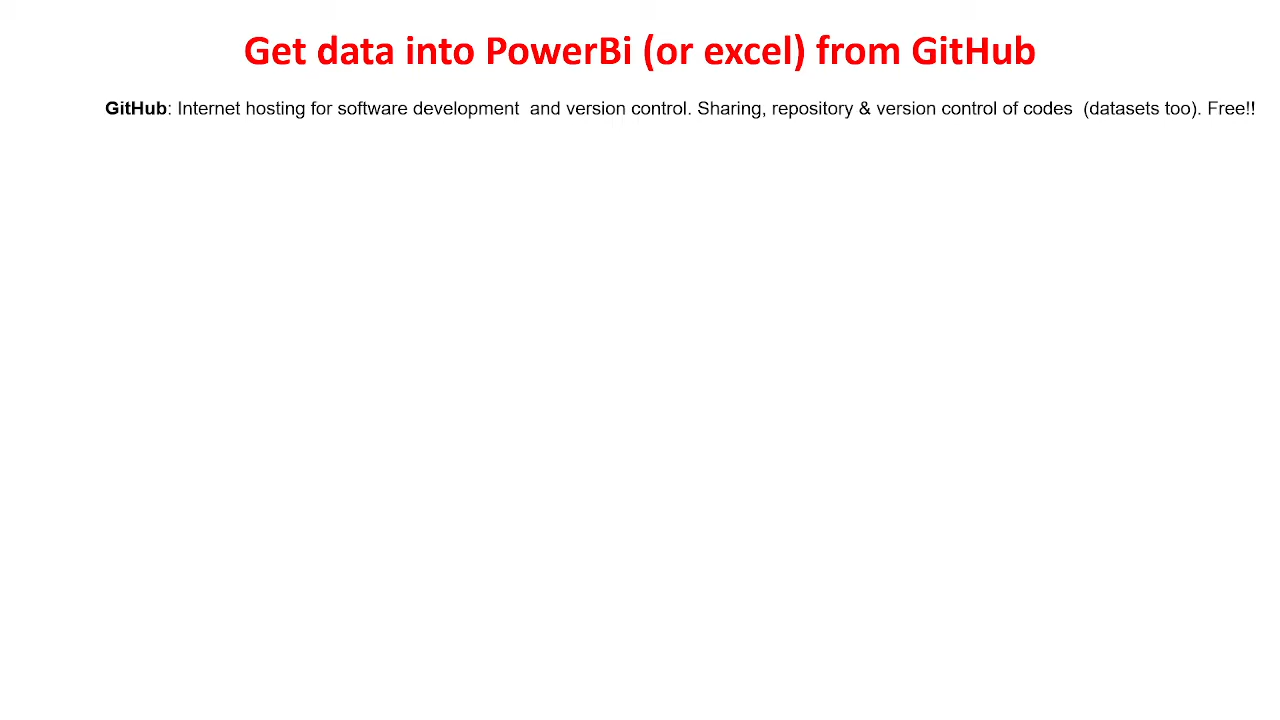 Get data into PowerBi (or excel) from GitHub
GitHub: Internet hosting for software development  and version control. Sharing, repository & version control of codes  (datasets too). Free!!